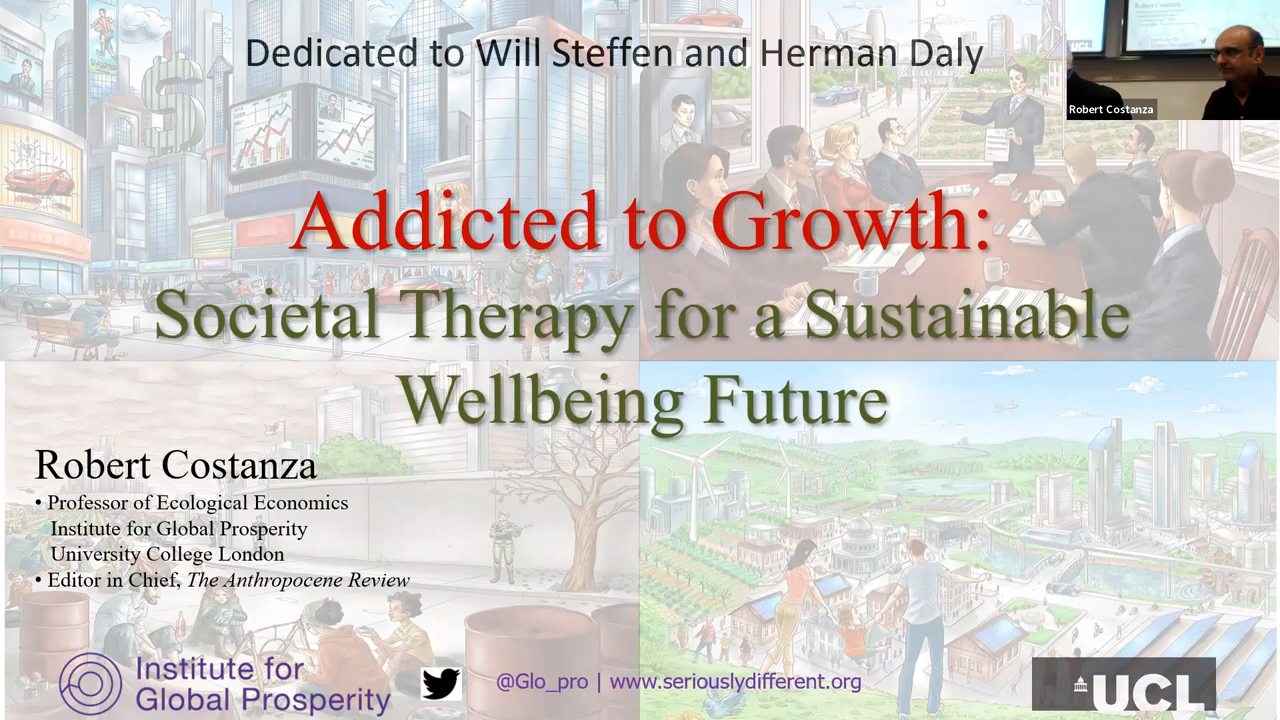 Dedicated to Will Steffen and Herman Daly
Robert Costanza
Addicted to Growth:
Societal Therapy for a Sustainable
Wellbeing Future
Robert Costanza
• Professor of Ecological Economics
Institute for Global Prosperity
University College London
• Editor in Chief, The Anthropocene Review
Institute for
Global Prosperity
@Glo_pro | www.seriouslydifferent.org
UCL